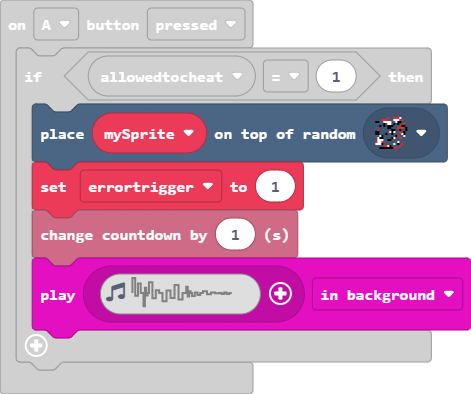 on A button pressed
if allowedtocheat = 1 then
place mySprite on top of random
set errortrigger to 1
change countdown by 1 (s)
play in background